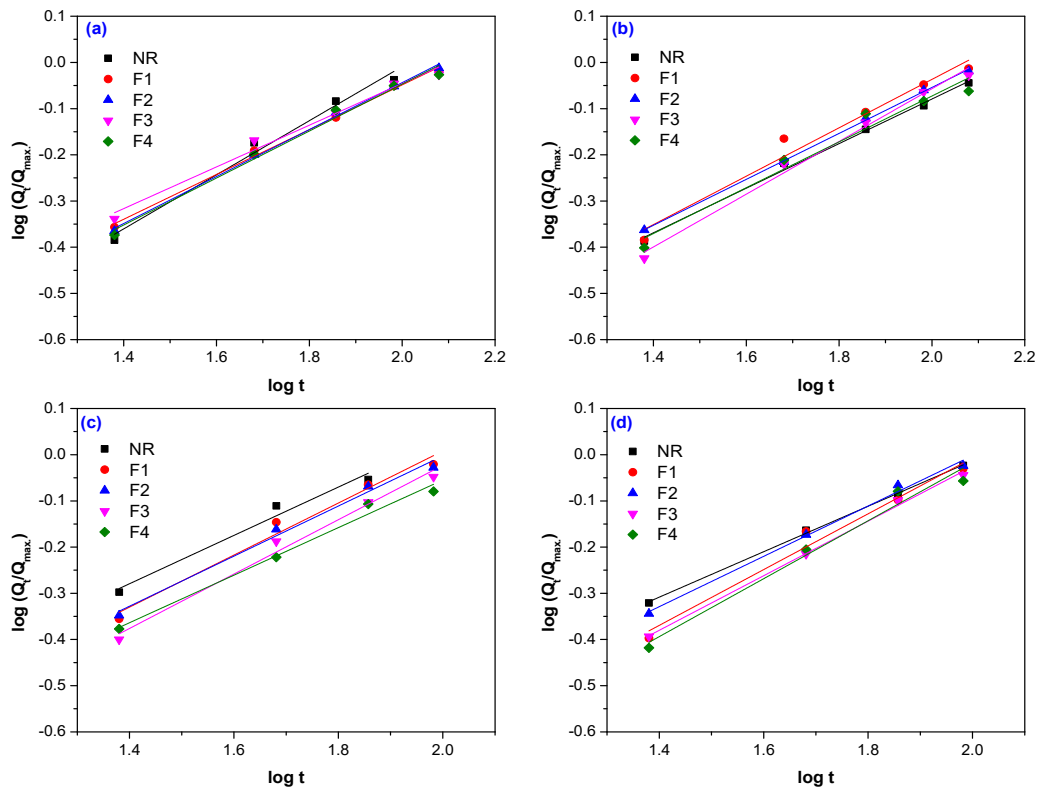 (a)
NR
F1
F2
F3
F4
0.1
0.0
-0.1
-0.2
-0.3
-0.4
-0.5
-0.6
log (Qt/Qmax.)
1.4 1.6 1.8 2.0 2.2
log t
(b)
NR
F1
F2
F3
F4
0.1
0.0
-0.1
-0.2
-0.3
-0.4
-0.5
-0.6
log (Qt/Qmax.)
1.4 1.6 1.8 2.0 2.2
log t
(c)
NR
F1
F2
F3
F4
0.1
0.0
-0.1
-0.2
-0.3
-0.4
-0.5
-0.6
log (Qt/Qmax.)
1.4 1.6 1.8 2.0
log t
(d)
NR
F1
F2
F3
F4
0.1
0.0
-0.1
-0.2
-0.3
-0.4
-0.5
-0.6
log (Qt/Qmax.)
1.4 1.6 1.8 2.0
log t